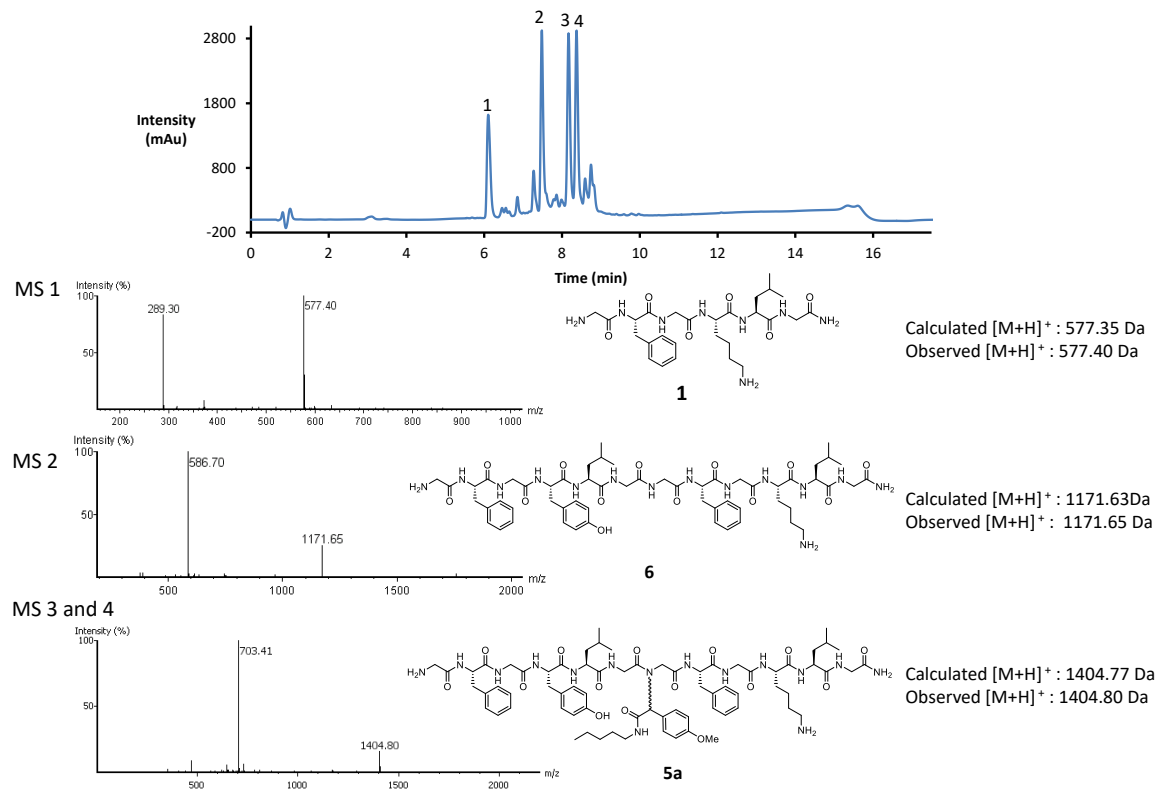 1
2
3
4
2800
1800
800
-200
Intensity
(mAu)
0
2
4
6
8
10
12
14
16
Time (min)
MS 1
Intensity (%)
100
50
289.30
577.40
200
300
400
500
600
700
800
900
1000
m/z
H2N
O
H
N
O
N
H
O
H
N
O
N
H
O
H
N
O
NH2
NH2
1
Calculated [M+H]+ : 577.35 Da
Observed [M+H]+ : 577.40 Da
MS 2
Intensity (%)
100
50
586.70
1171.65
500
1000
1500
2000
m/z
H2N
O
H
N
O
N
H
O
H
N
O
N
H
O
H
N
O
N
H
O
H
N
O
N
H
O
H
N
O
N
H
O
H
N
O
NH2
OH
NH2
6
Calculated [M+H]+ : 1171.63Da
Observed [M+H]+ : 1171.65 Da
MS 3 and 4
Intensity (%)
100
50
703.41
1404.80
500
1000
1500
2000
m/z
H2N
O
H
N
O
N
H
O
H
N
O
N
H
O
H
N
O
N
O
H
N
O
N
H
O
H
N
O
N
H
O
H
N
O
NH2
OH
O
NH
OMe
NH2
5a
Calculated [M+H]+ : 1404.77 Da
Observed [M+H]+ : 1404.80 Da